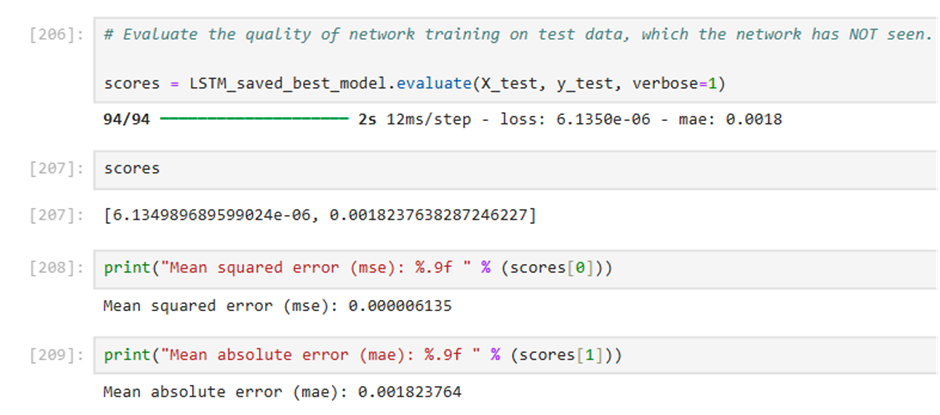 [206]: # Evaluate the quality of network training on test data, which the network has NOT seen.
scores = LSTM_saved_best_model.evaluate(X_test, y_test, verbose=1)
94/94 2s 12ms/step - loss: 6.1350e-06 - mae: 0.0018
[207]: scores
[207]: [6.134989689599024e-06, 0.0018237638287246227]
[208]: print("Mean squared error (mse): %.9f " % (scores[0]))
Mean squared error (mse): 0.000006135
[209]: print("Mean absolute error (mae): %.9f " % (scores[1]))
Mean absolute error (mae): 0.001823764